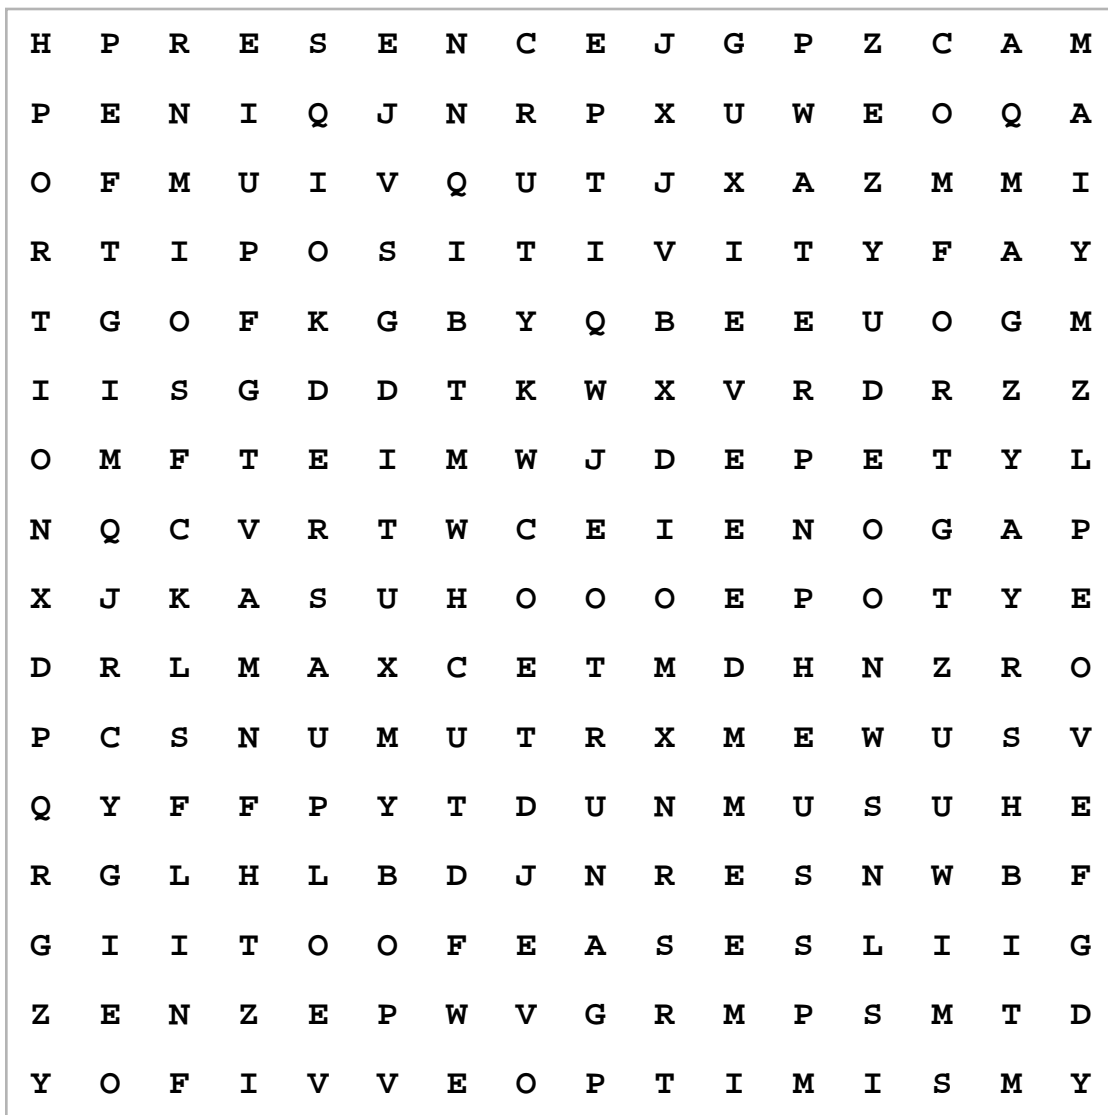 H P R E S E N C E J G P Z C A M
P E N I Q J N R P X U W E O Q A
O F M U I V Q U T J X A Z M M I
R T I P O S I T I V I T Y F A Y
T G O F K G B Y Q B E E U O G M
I I S G D D T K W X V R D R Z Z
O M F T E I M W J D E P E T Y L
N Q C V R T W C E I E N O G A P
X J K A S U H O O O E P O T Y E
D R L M A X C E T M D H N Z R O
P C S N U M U T R X M E W U S V
Q Y F F P Y T D U N M U S U H E
R G L H L B D J N R E S N W B F
G I I T O O F E A S E S L I I G
Z E N Z E P W V G R M P S M T D
Y O F I V V E O P T I M I S M Y